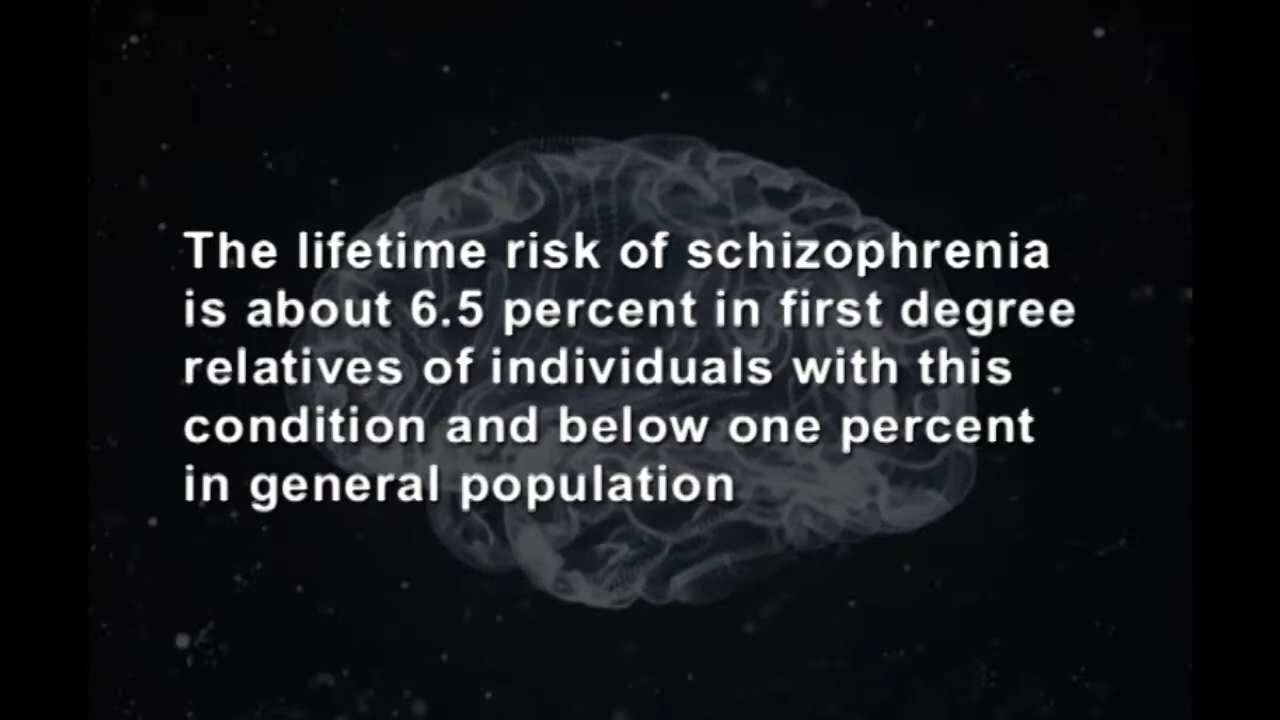 The lifetime risk of schizophrenia
is about 6.5 percent in first degree
relatives of individuals with this
condition and below one percent
in general population